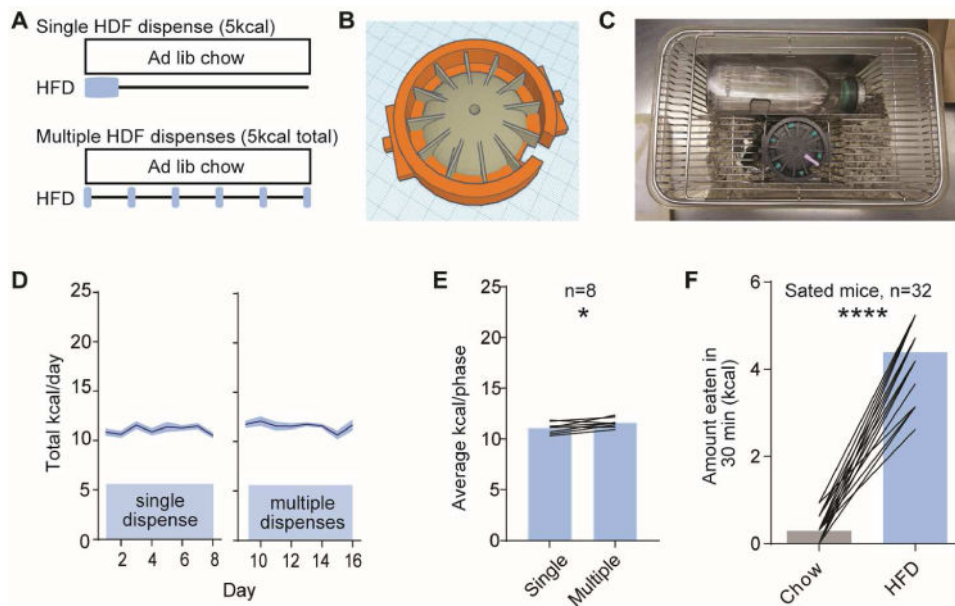 A
Single HDF dispense (5kcal)
Ad lib chow
HFD
Multiple HDF dispenses (5kcal total)
Ad lib chow
HFD
B
C
D
Total kcal/day
25
20
15
10
5
0
single
dispense
multiple
dispenses
2
4
6
8
10
12
14
16
Day
E
Average kcal/phase
25
20
15
10
5
0
n=8
*
Single
Multiple
F
Amount eaten in
30 min (kcal)
6
4
2
0
Sated mice, n=32
****
Chow
HFD